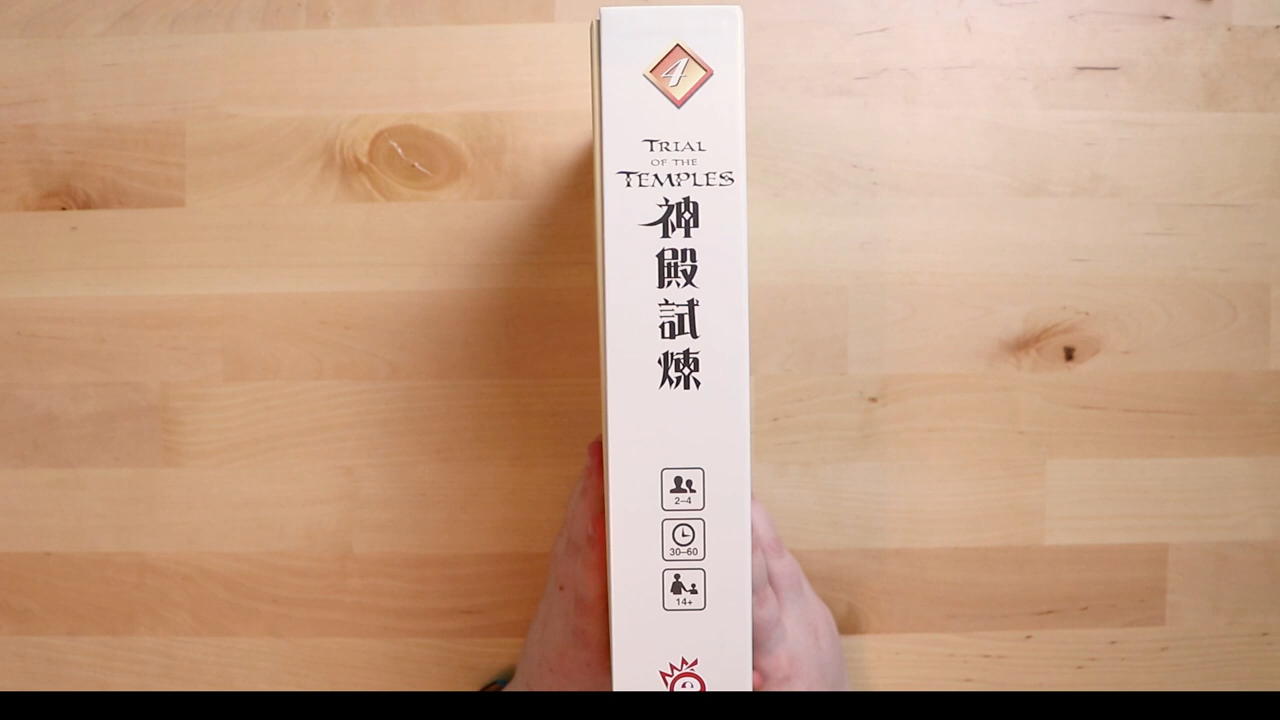 4
TRIAL
OF THE
TEMPLES
神
殿
試
煉
2–4
30–60
14+